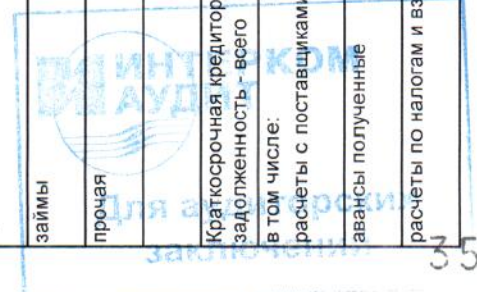 займы
прочая
Краткосрочная кредитор
задолженность - всего
в том числе:
расчеты с поставщиками
авансы полученные
расчеты по налогам и вз
ИНТЕРКОМ
АУДИТ
Для аудиторских
заключений
35